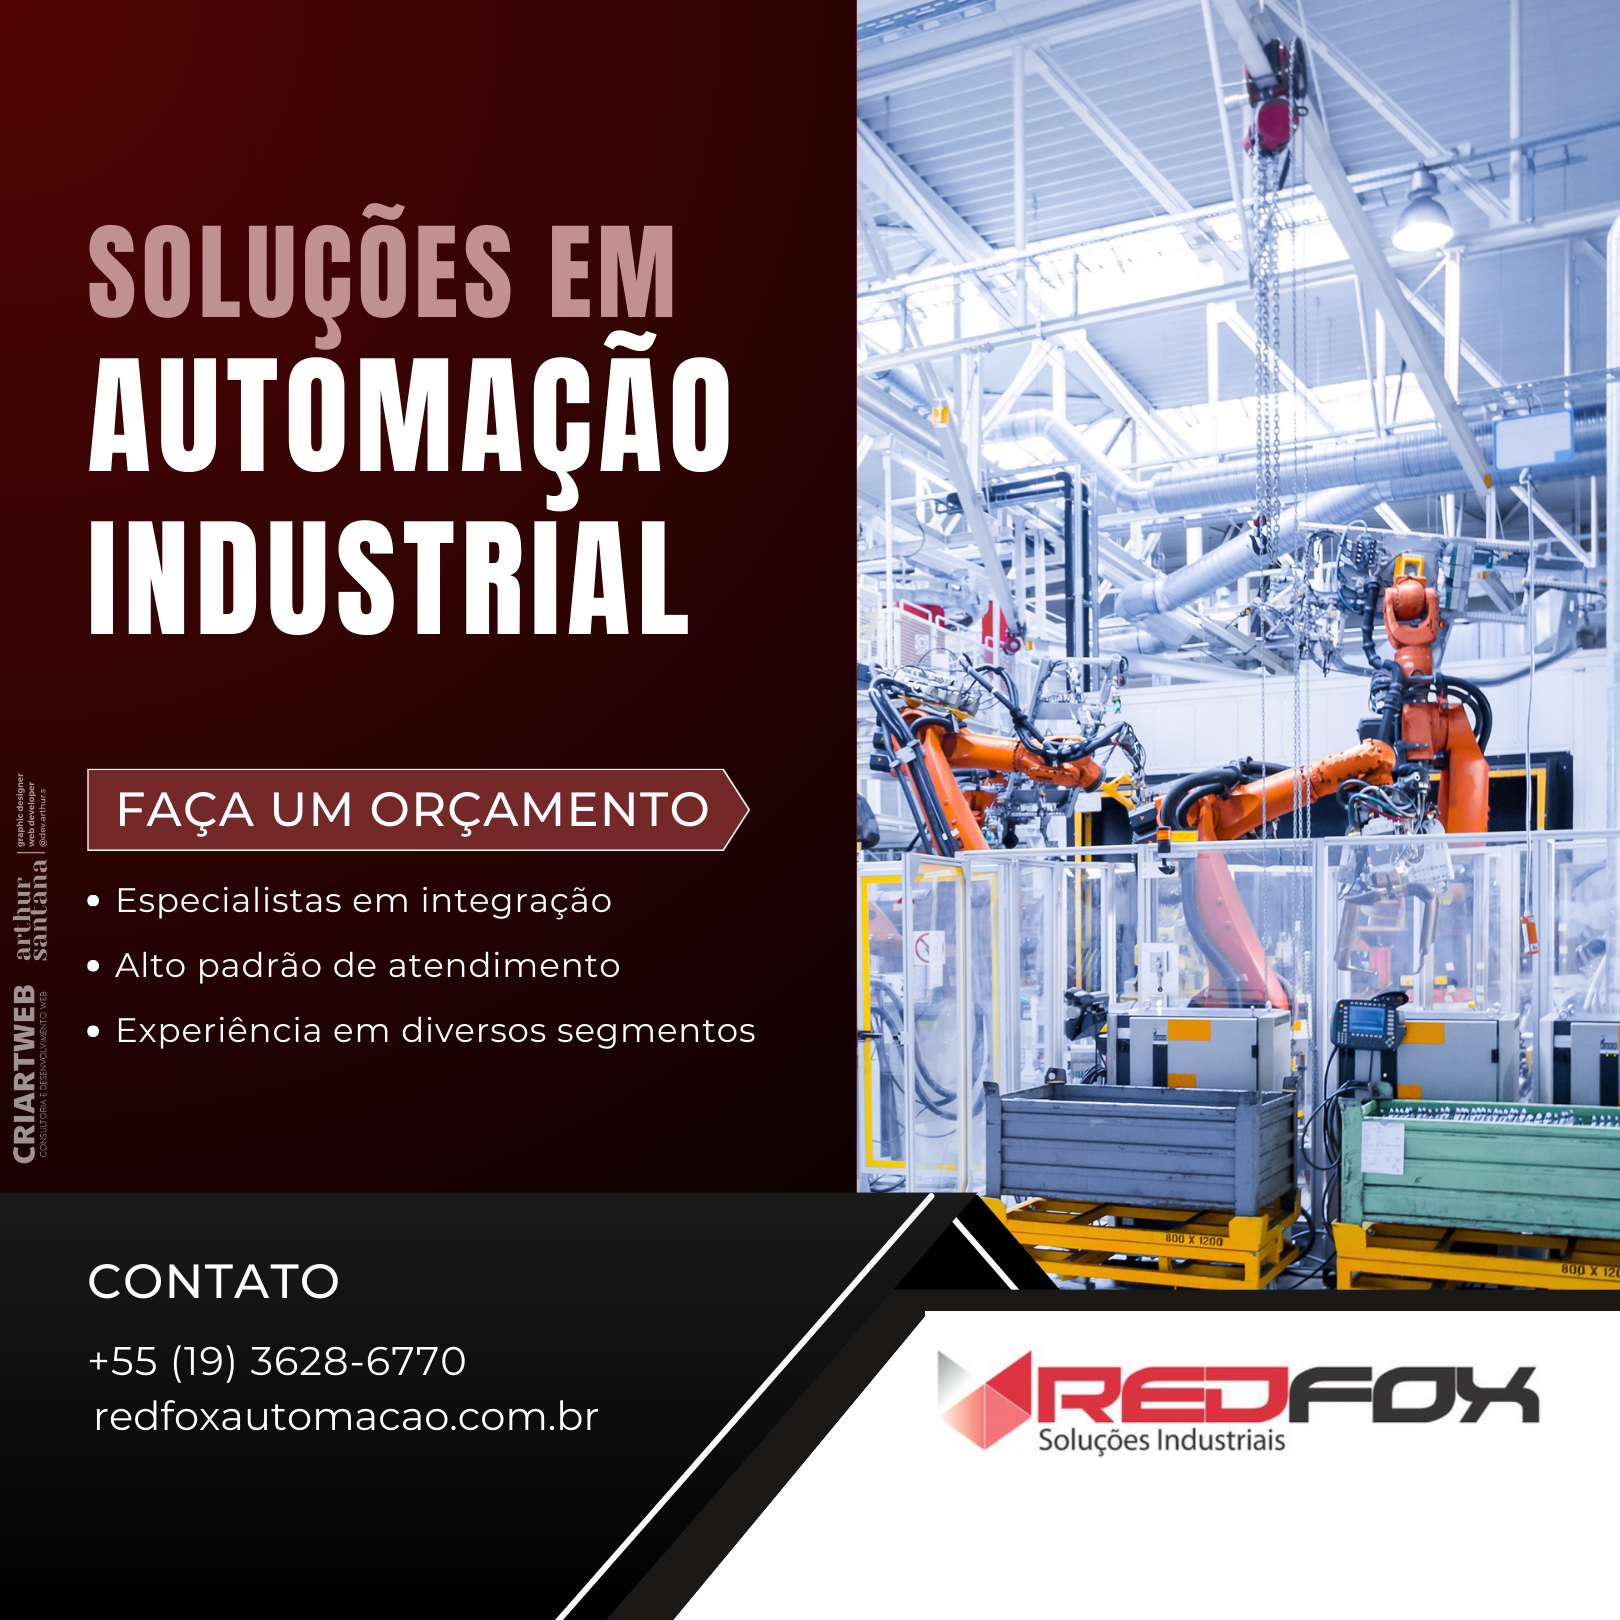 SOLUÇÕES EM
AUTOMAÇÃO
INDUSTRIAL
FAÇA UM ORÇAMENTO
• Especialistas em integração
• Alto padrão de atendimento
• Experiência em diversos segmentos
CRIARTWEB
CONSULTORIA E DESENVOLVIMENTO WEB
arthur
santana
graphic designer
web developer
@dev.arthur.s
800 X 1200
800 X 120
CONTATO
+55 (19) 3628-6770
redfoxautomacao.com.br
REDFOX
Soluções Industriais